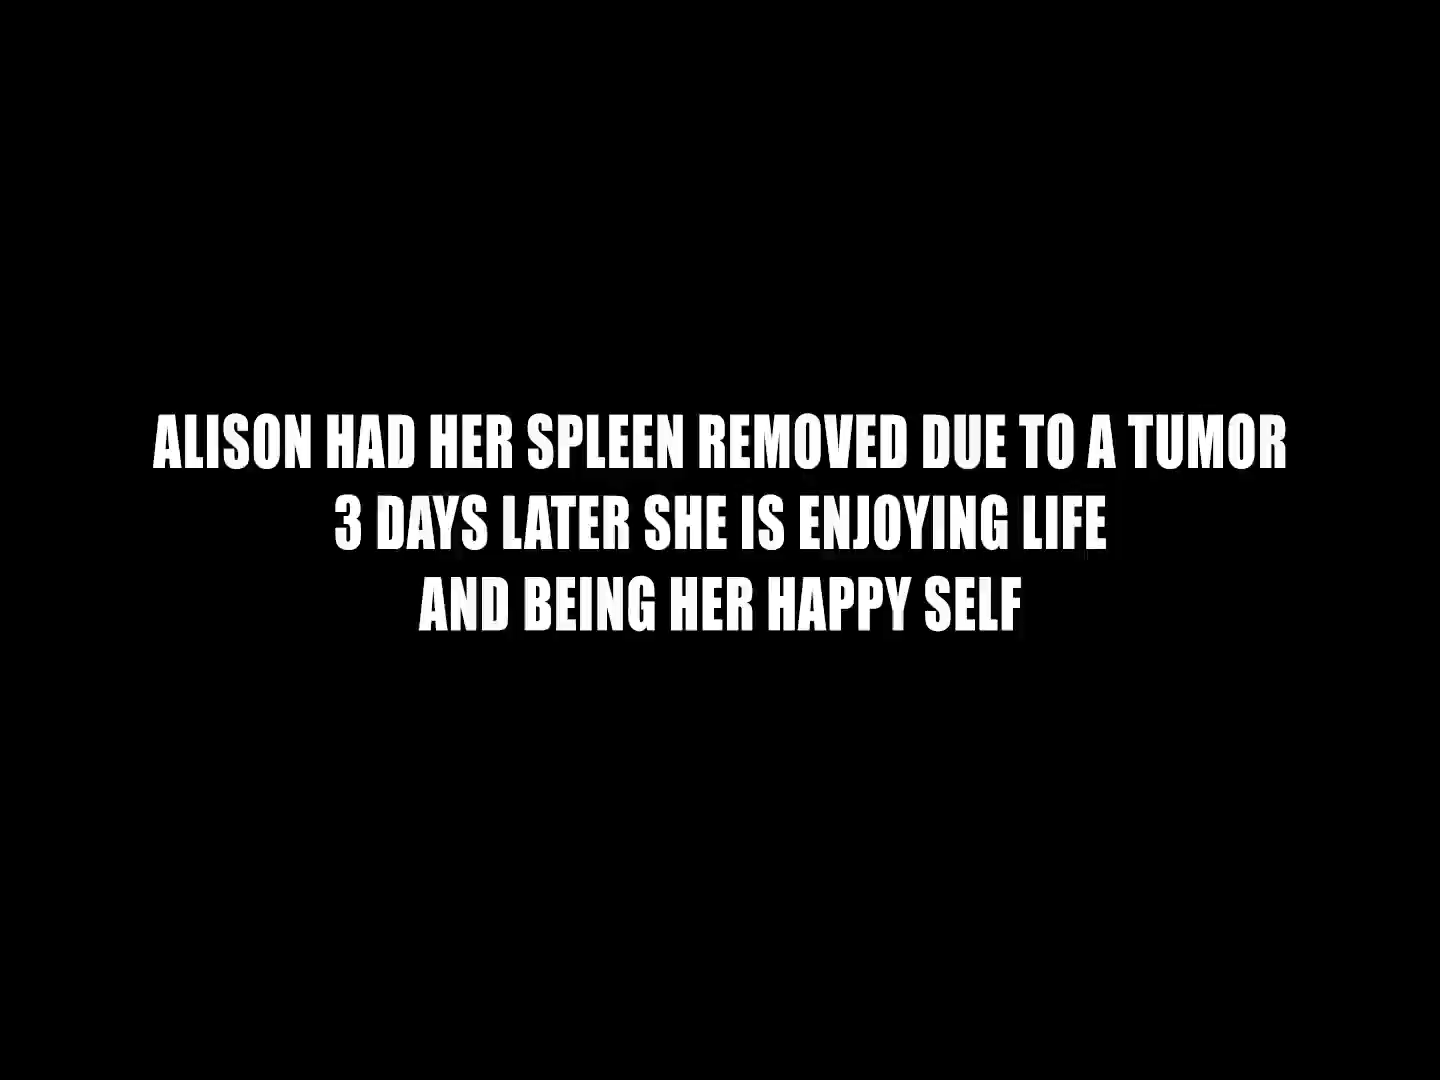 ALISON HAD HER SPLEEN REMOVED DUE TO A TUMOR
3 DAYS LATER SHE IS ENJOYING LIFE
AND BEING HER HAPPY SELF